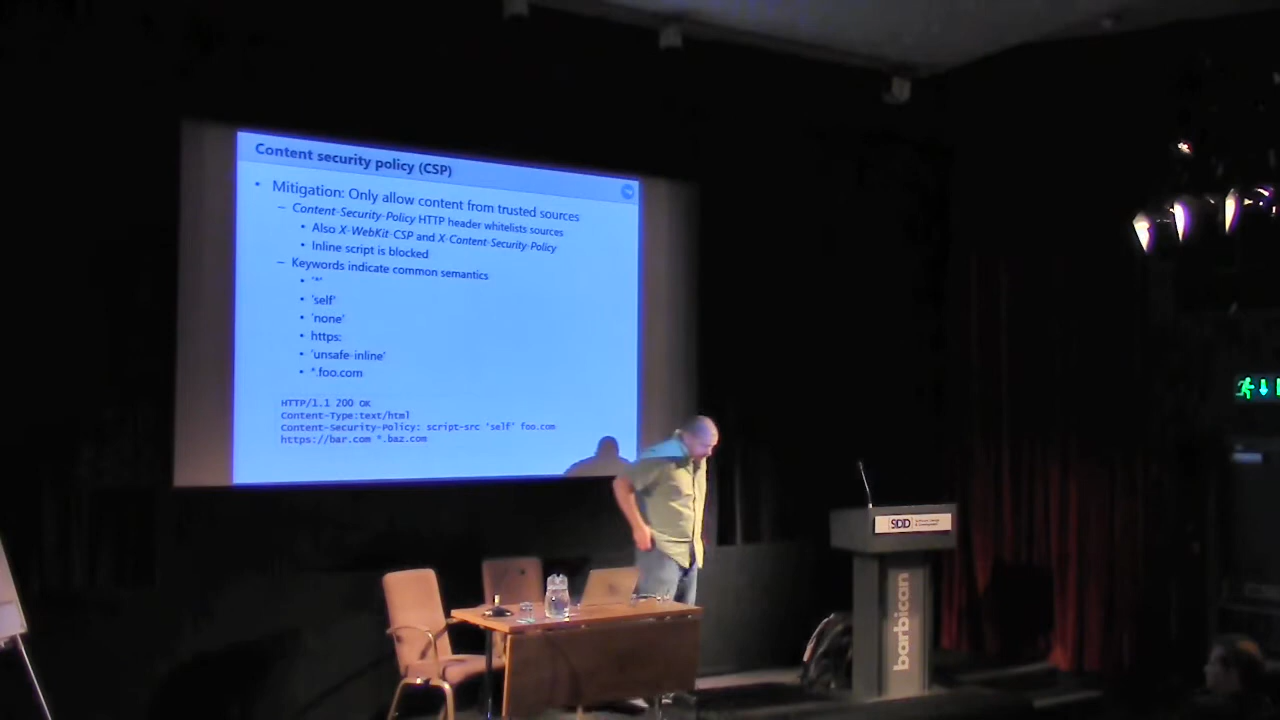 Content security policy (CSP)
• Mitigation: Only allow content from trusted sources
– Content-Security-Policy HTTP header whitelists sources
• Also X-WebKit-CSP and X-Content-Security-Policy
• Inline script is blocked
– Keywords indicate common semantics
• '*'
• 'self'
• 'none'
• https:
• 'unsafe-inline'
• *.foo.com
HTTP/1.1 200 OK
Content-Type:text/html
Content-Security-Policy: script-src 'self' foo.com
https://bar.com *.baz.com
SDD
barbican